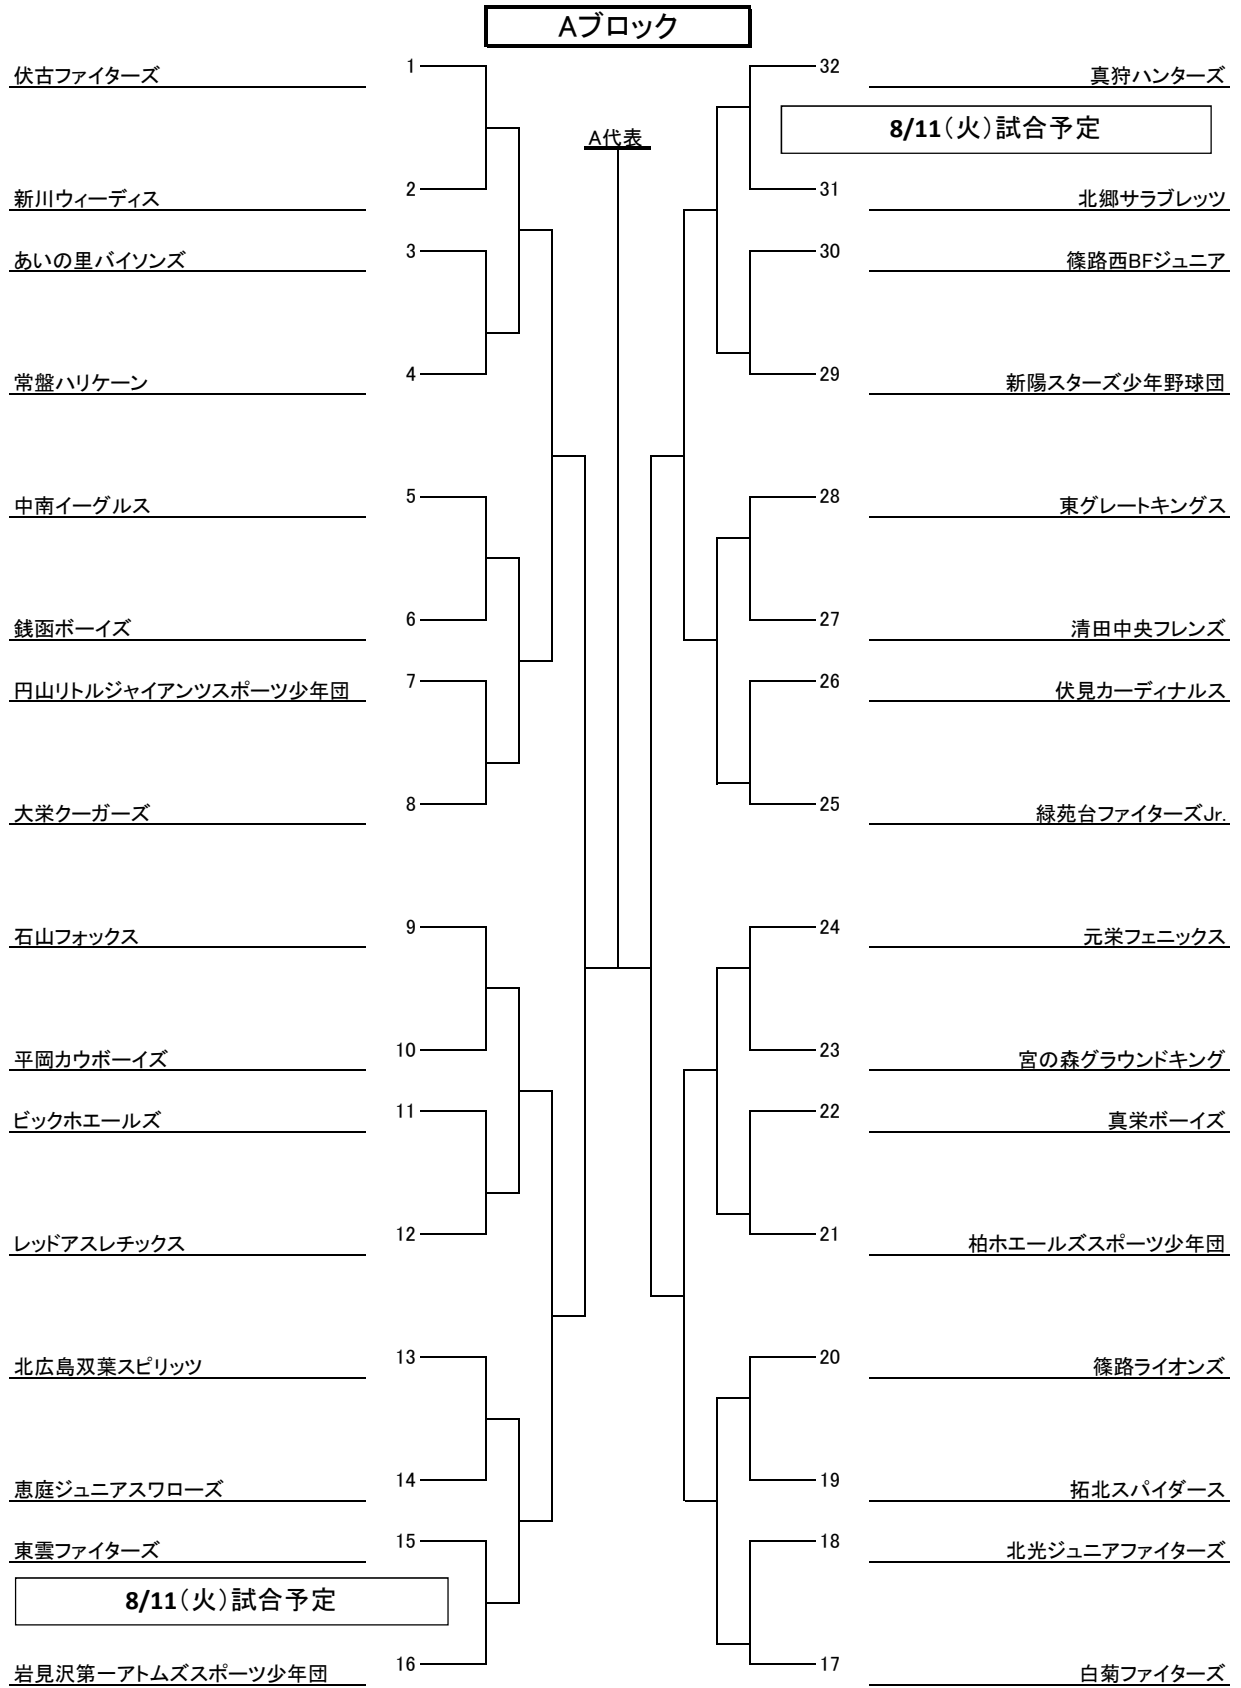 Aブロック
伏古ファイターズ 1
32 真狩ハンターズ
8/11(火)試合予定
A代表
新川ウィーディス 2
31 北郷サラブレッツ
あいの里バイソンズ 3
30 篠路西BFジュニア
常盤ハリケーン 4
29 新陽スターズ少年野球団
中南イーグルス 5
28 東グレートキングス
銭函ボーイズ 6
27 清田中央フレンズ
円山リトルジャイアンツスポーツ少年団 7
26 伏見カーディナルス
大栄クーガーズ 8
25 緑苑台ファイターズJr.
石山フォックス 9
24 元栄フェニックス
平岡カウボーイズ 10
23 宮の森グラウンドキング
ビックホエールズ 11
22 真栄ボーイズ
レッドアスレチックス 12
21 柏ホエールズスポーツ少年団
北広島双葉スピリッツ 13
20 篠路ライオンズ
恵庭ジュニアスワローズ 14
19 拓北スパイダース
東雲ファイターズ 15
18 北光ジュニアファイターズ
8/11(火)試合予定
岩見沢第一アトムズスポーツ少年団 16
17 白菊ファイターズ